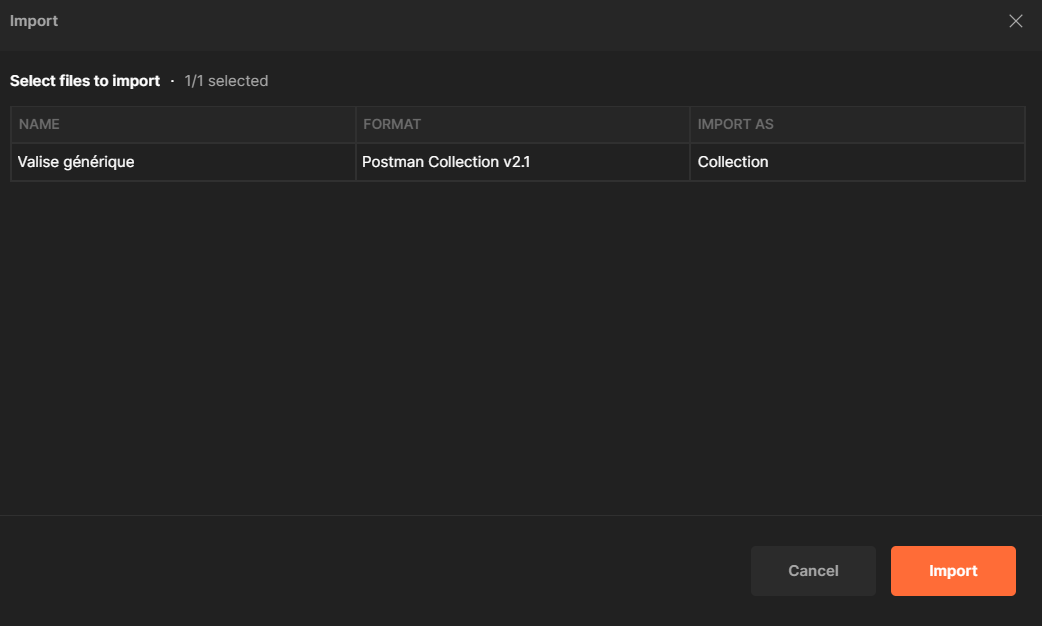 Import
Select files to import · 1/1 selected
NAME FORMAT IMPORT AS
Valise générique Postman Collection v2.1 Collection
Cancel Import